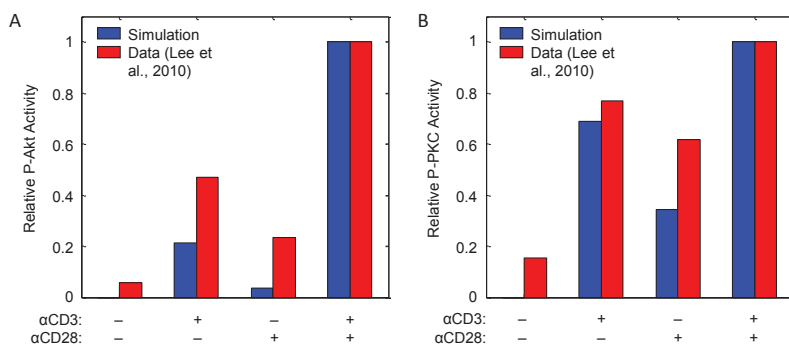 A
Simulation
Data (Lee et
al., 2010)
Relative P-Akt Activity
1
0.8
0.6
0.4
0.2
0
αCD3: – + – +
αCD28: – – + +
B
Simulation
Data (Lee et
al., 2010)
Relative P-PKC Activity
1
0.8
0.6
0.4
0.2
0
αCD3: – + – +
αCD28: – – + +